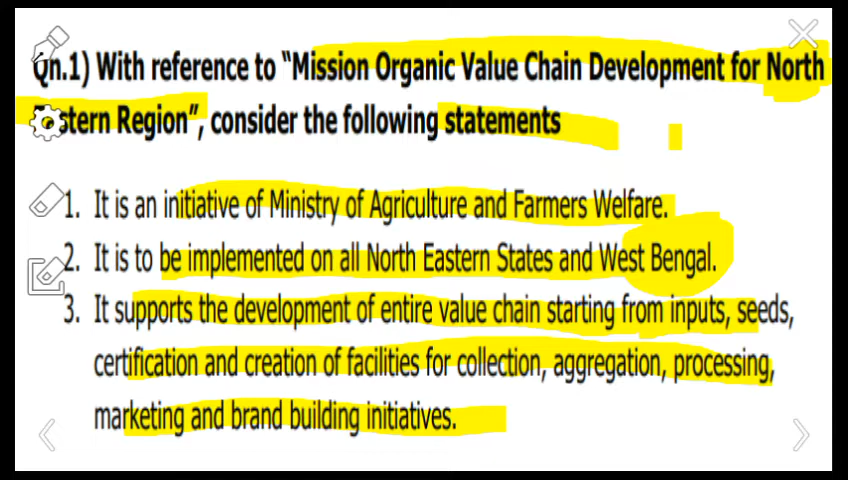 Qn.1) With reference to “Mission Organic Value Chain Development for North
Eastern Region”, consider the following statements
1. It is an initiative of Ministry of Agriculture and Farmers Welfare.
2. It is to be implemented on all North Eastern States and West Bengal.
3. It supports the development of entire value chain starting from inputs, seeds,
certification and creation of facilities for collection, aggregation, processing,
marketing and brand building initiatives.